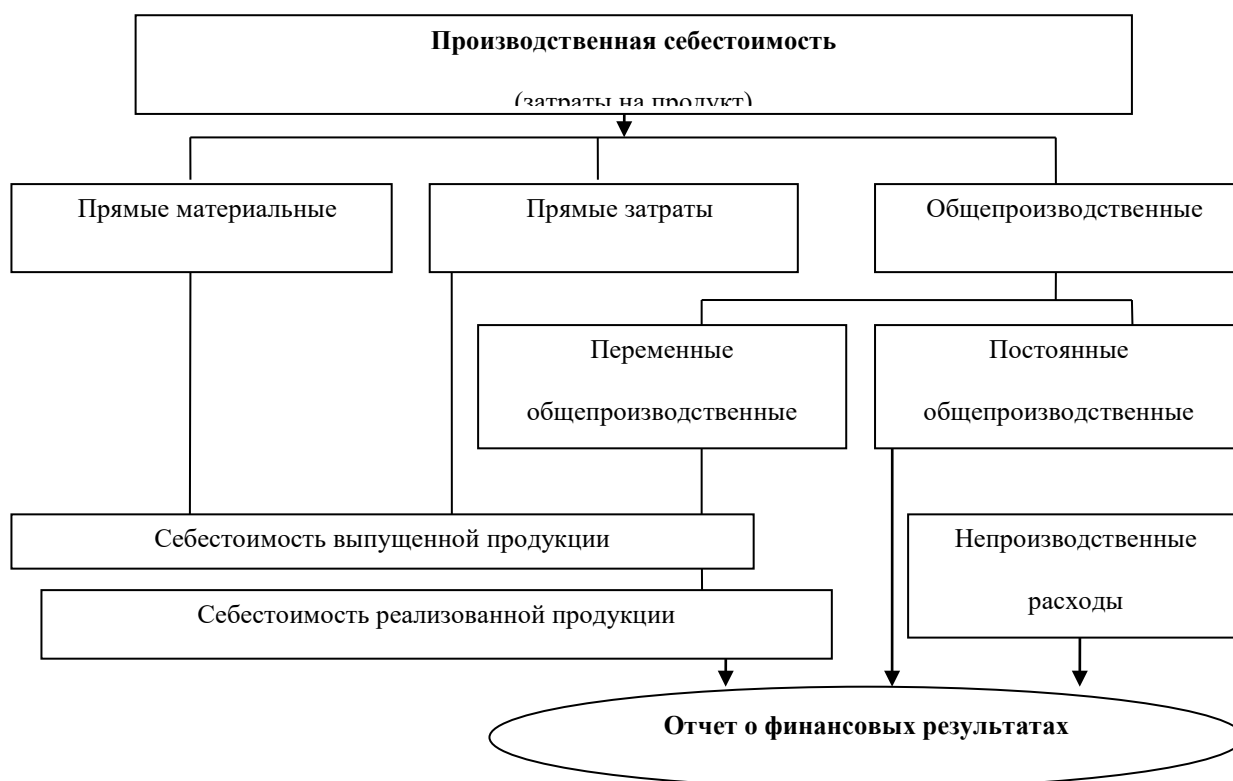 Производственная себестоимость
(затраты на продукт)
Прямые материальные
Прямые затраты
Общепроизводственные
Переменные
общепроизводственные
Постоянные
общепроизводственные
Себестоимость выпущенной продукции
Непроизводственные
расходы
Себестоимость реализованной продукции
Отчет о финансовых результатах